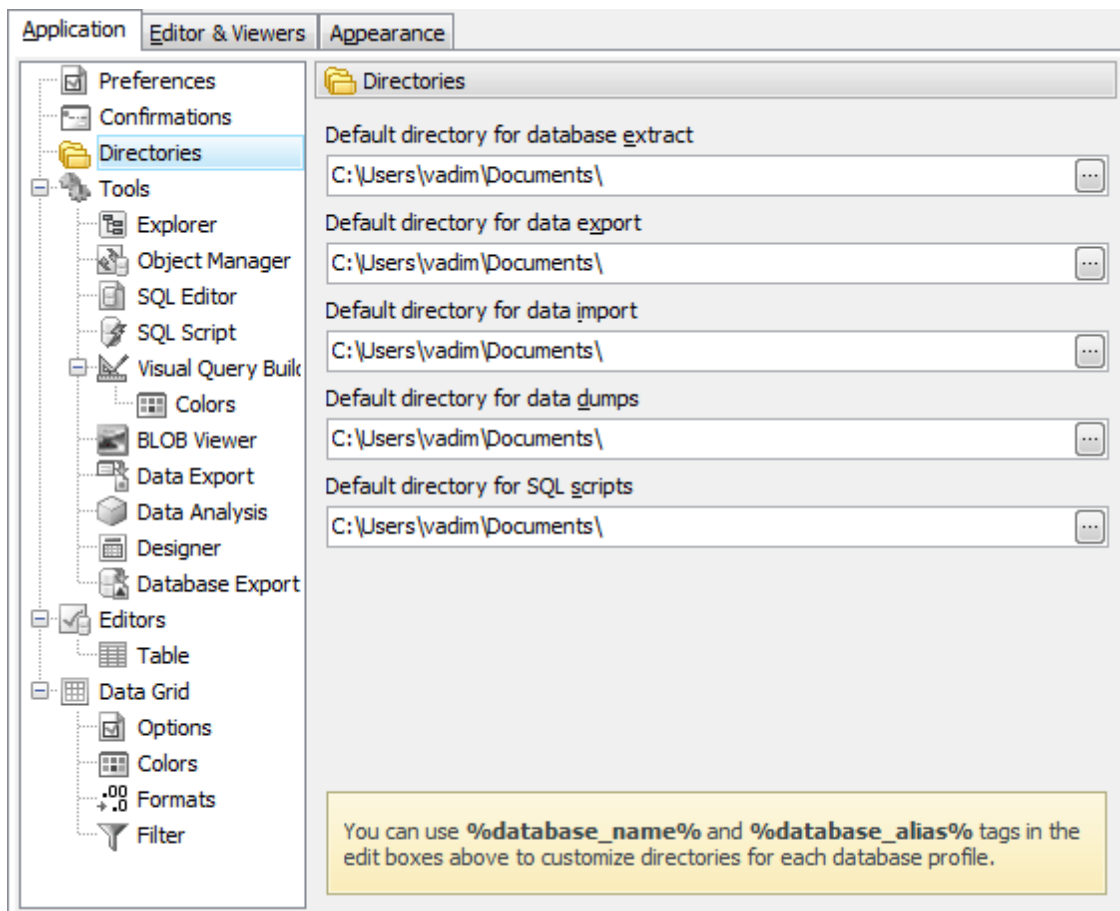 Application
Editor & Viewers
Appearance
Preferences
Confirmations
Directories
Tools
Explorer
Object Manager
SQL Editor
SQL Script
Visual Query Build
Colors
BLOB Viewer
Data Export
Data Analysis
Designer
Database Export
Editors
Table
Data Grid
Options
Colors
Formats
Filter
Directories
Default directory for database extract
C:\Users\vadim\Documents\
Default directory for data export
C:\Users\vadim\Documents\
Default directory for data import
C:\Users\vadim\Documents\
Default directory for data dumps
C:\Users\vadim\Documents\
Default directory for SQL scripts
C:\Users\vadim\Documents\
You can use %database_name% and %database_alias% tags in the
edit boxes above to customize directories for each database profile.